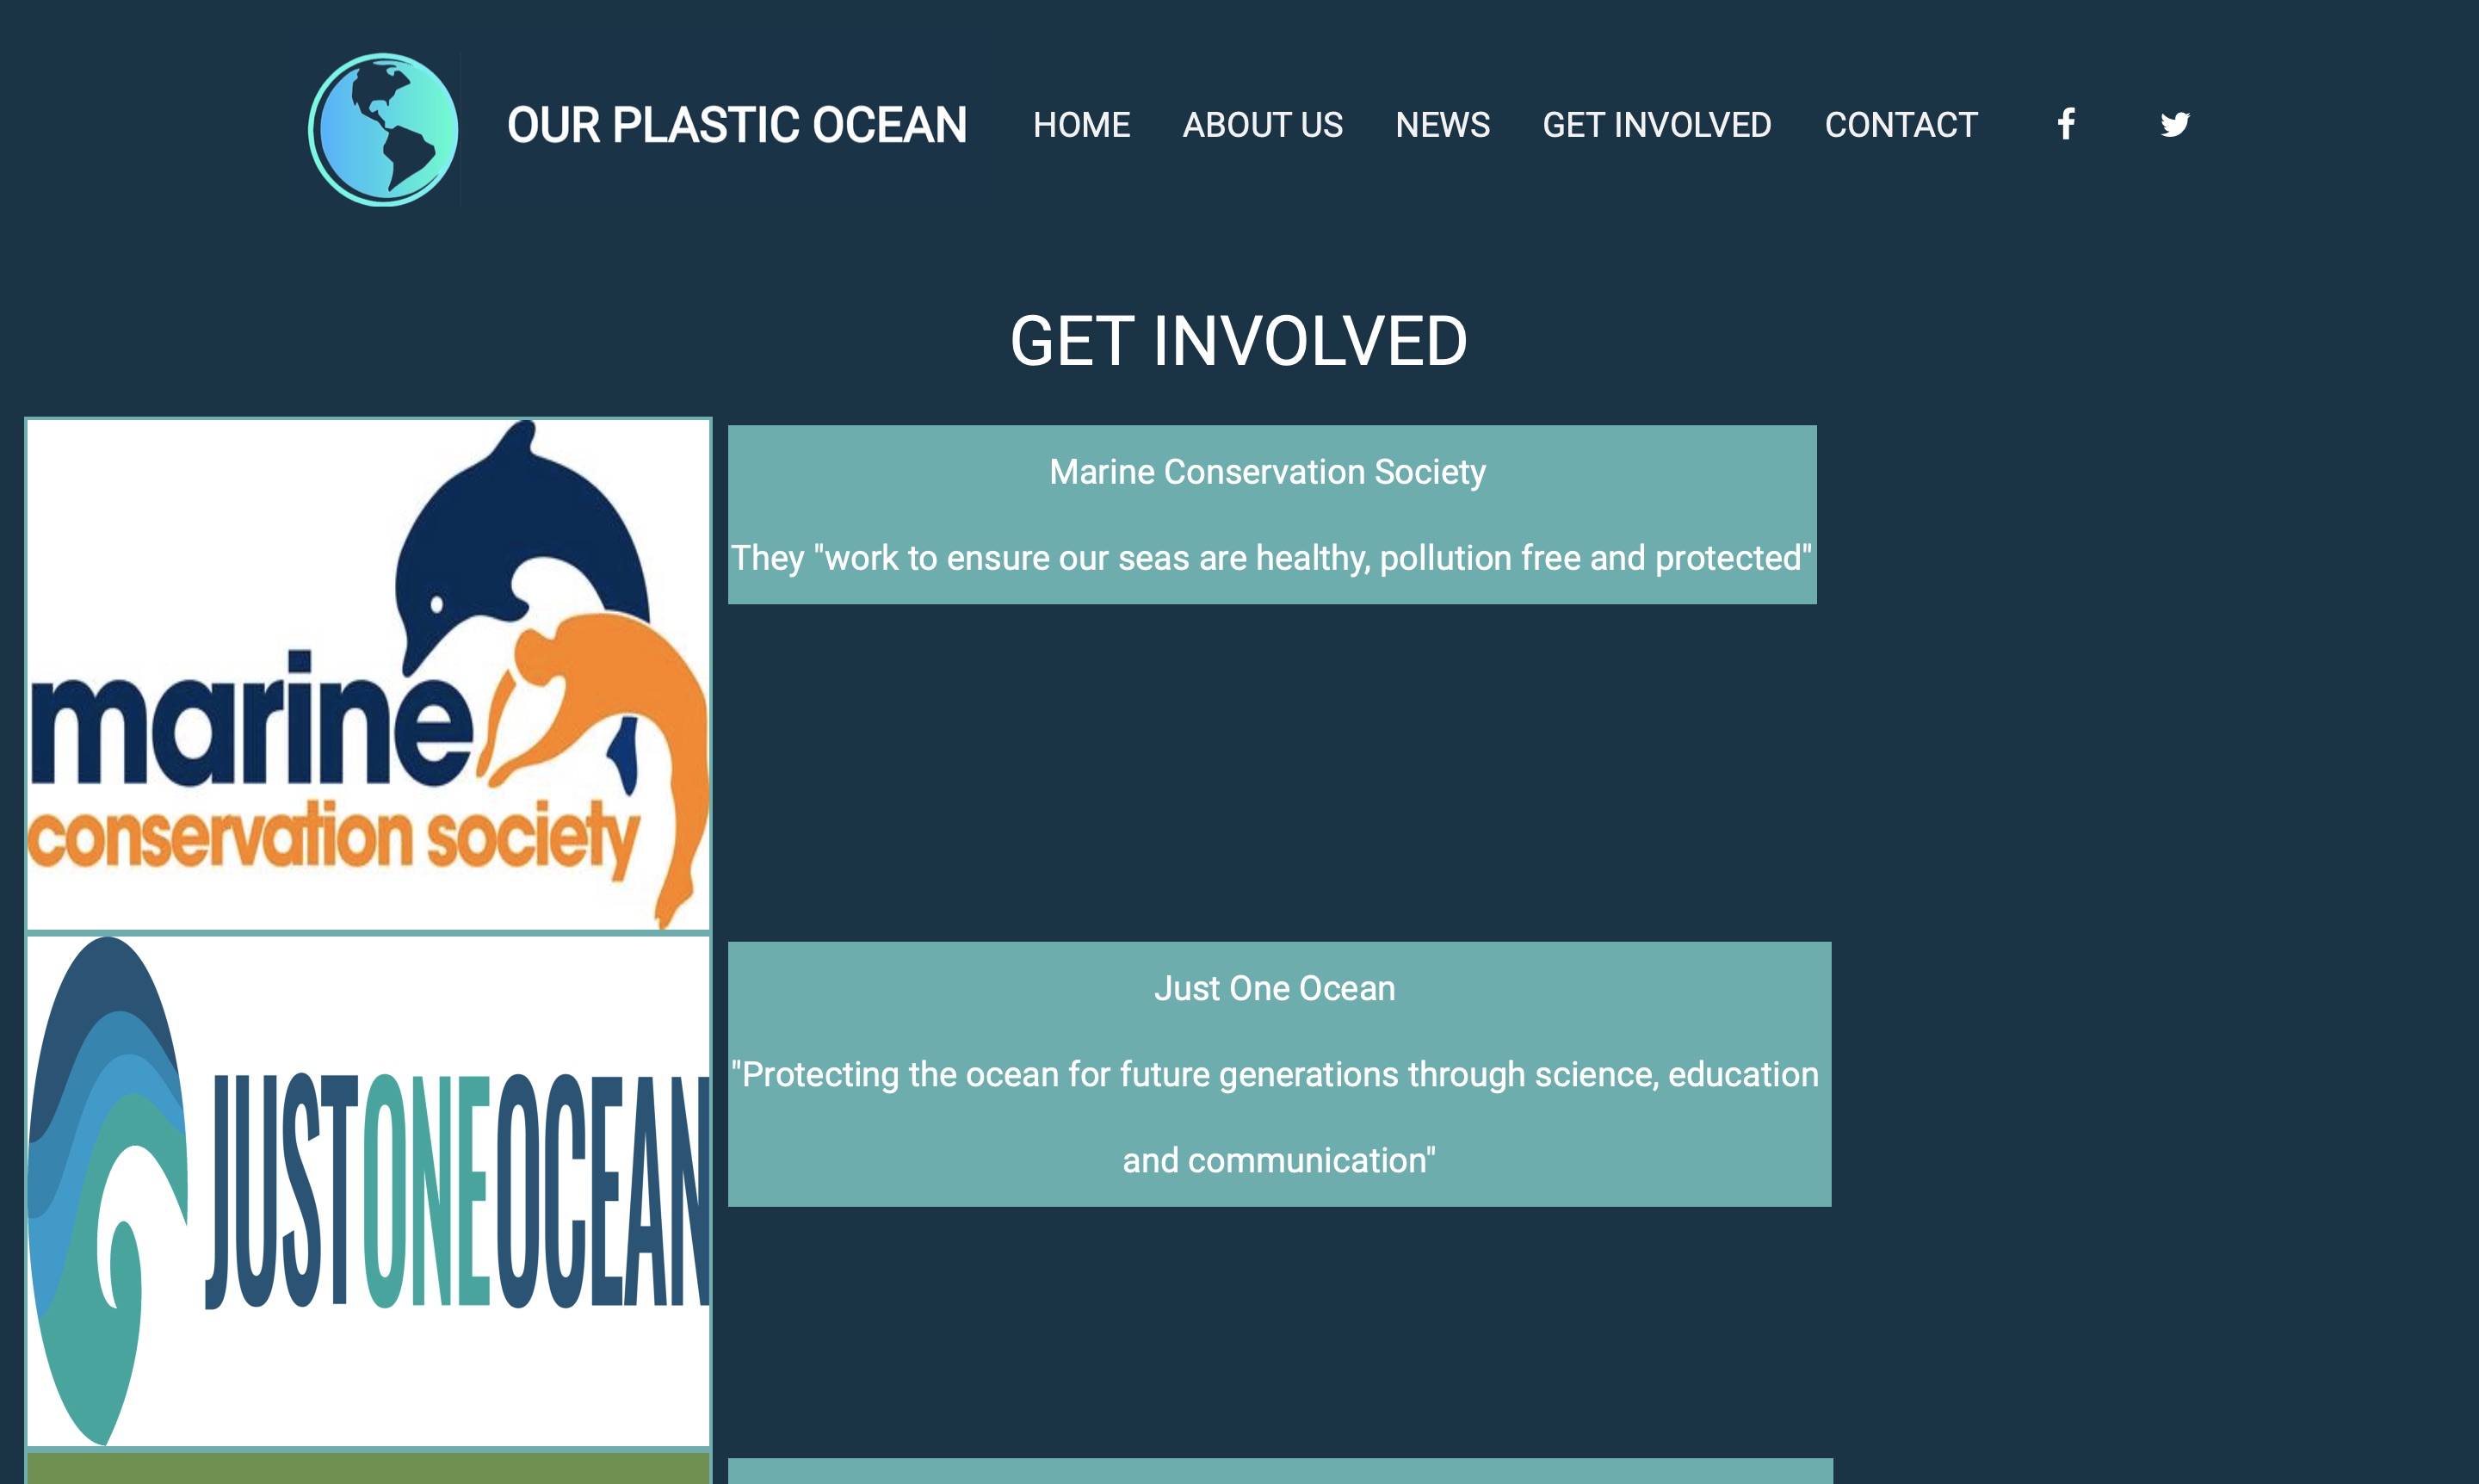 OUR PLASTIC OCEAN
HOME
ABOUT US
NEWS
GET INVOLVED
CONTACT
GET INVOLVED
marine
conservation society
Marine Conservation Society
They "work to ensure our seas are healthy, pollution free and protected"
JUSTONEOCEAN
Just One Ocean
"Protecting the ocean for future generations through science, education
and communication"